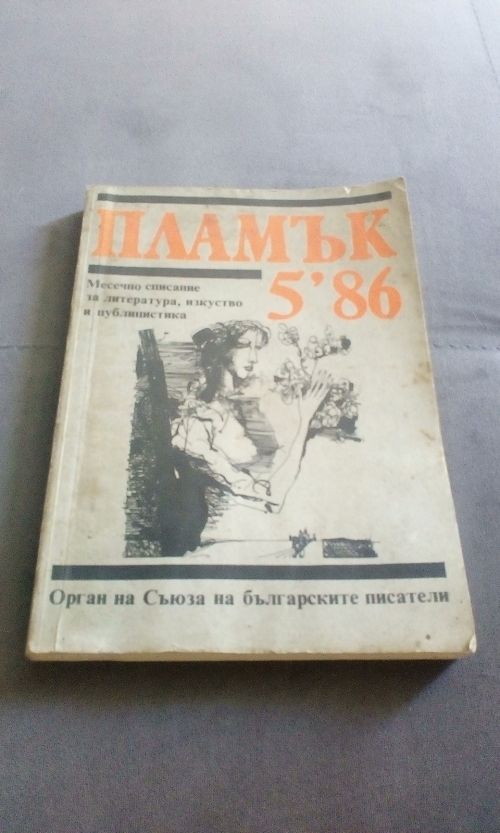 ПЛАМЪК
Месечно списание
за литература, изкуство
и публицистика
5'86
Орган на Съюза на българските писатели